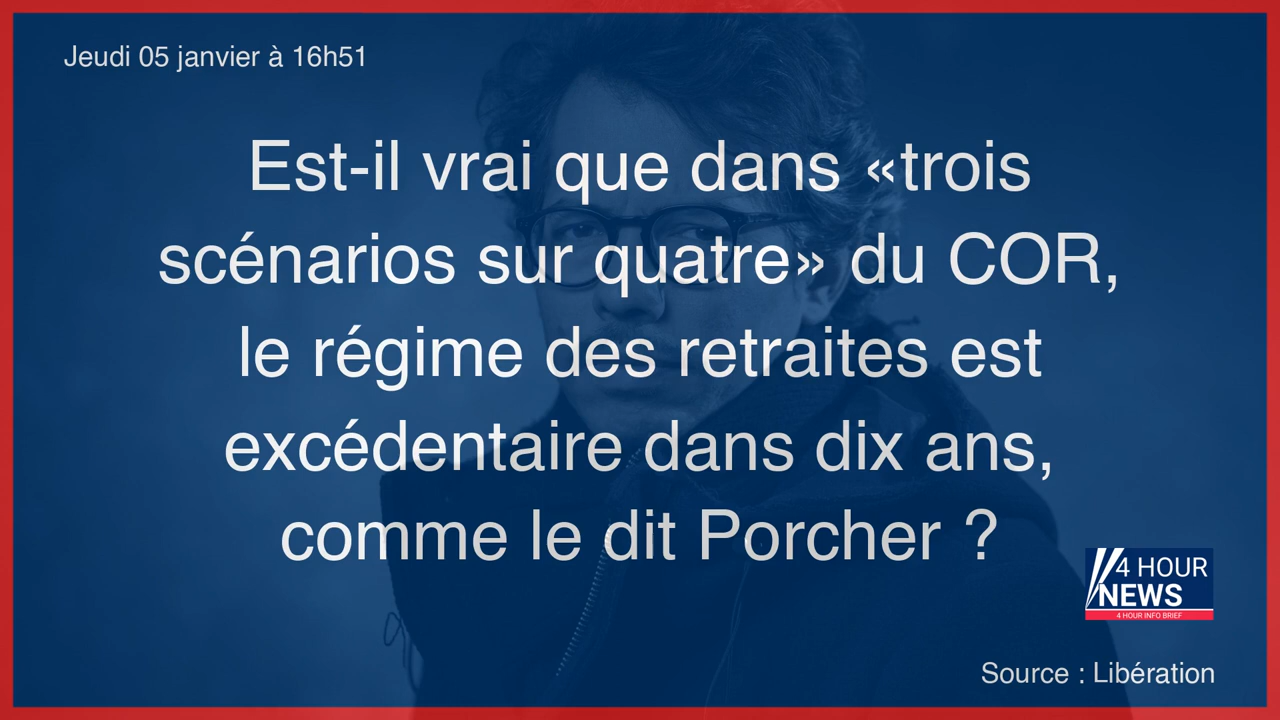 Jeudi 05 janvier à 16h51
Est-il vrai que dans «trois
scénarios sur quatre» du COR,
le régime des retraites est
excédentaire dans dix ans,
comme le dit Porcher ?
4 HOUR
NEWS
4 HOUR INFO BRIEF
Source : Libération